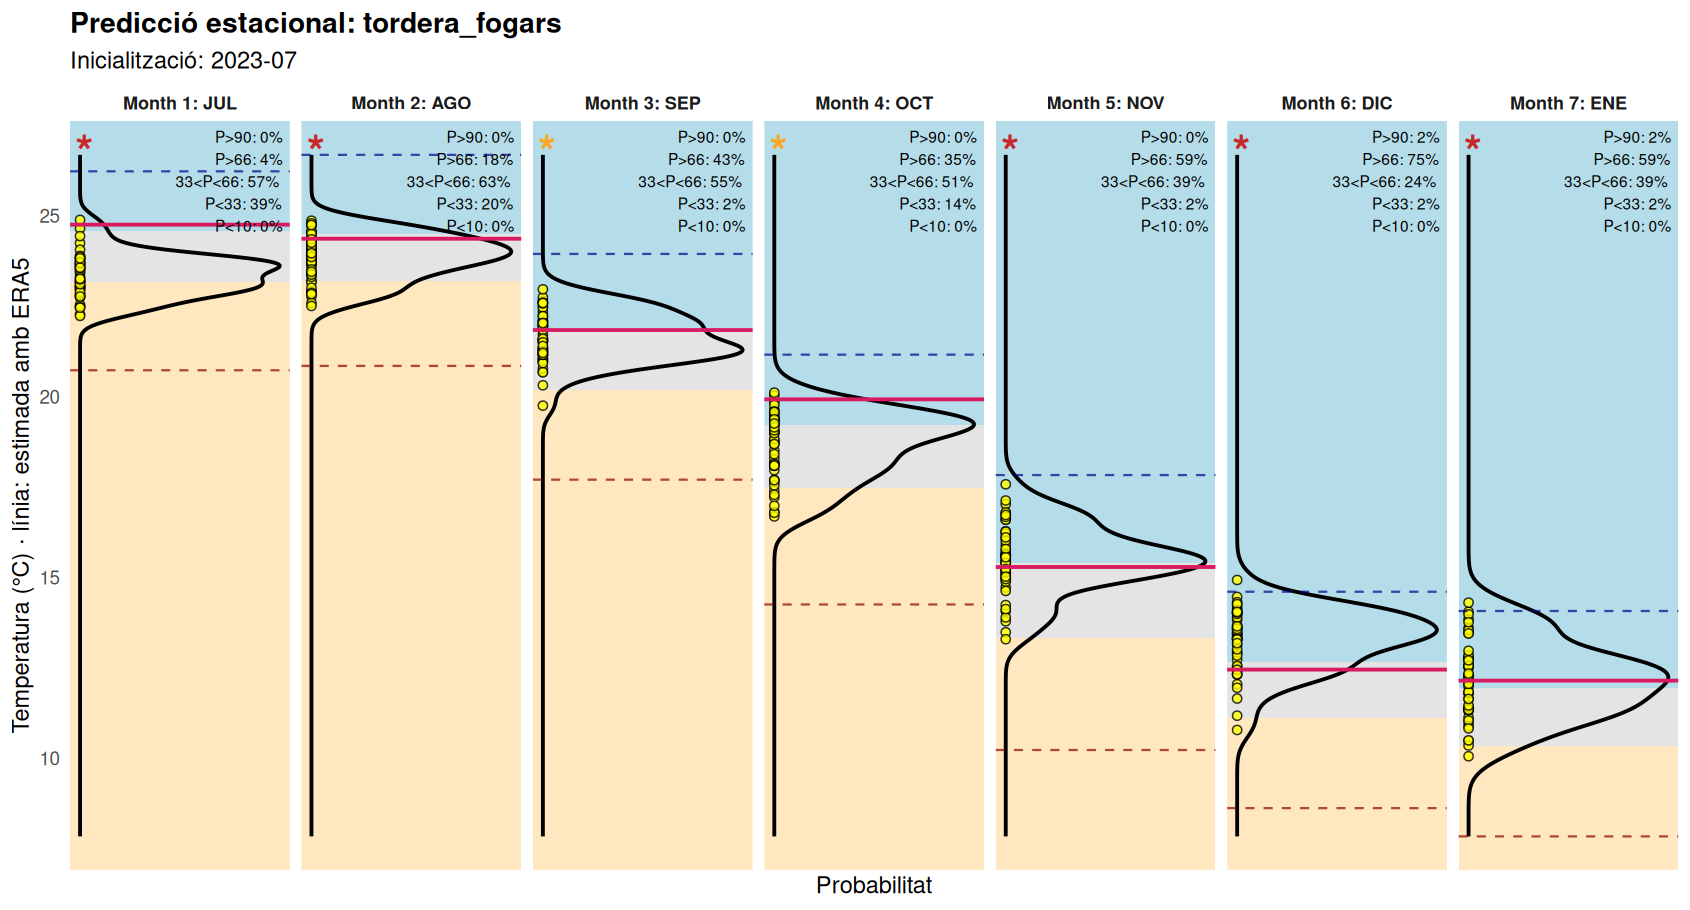 Predicció estacional: tordera_fogars
Inicialització: 2023-07
Month 1: JUL
Month 2: AGO
Month 3: SEP
Month 4: OCT
Month 5: NOV
Month 6: DIC
Month 7: ENE
*
P>90: 0%
P>66: 4%
33<P<66: 57%
P<33: 39%
P<10: 0%
*
P>90: 0%
P>66: 18%
33<P<66: 63%
P<33: 20%
P<10: 0%
*
P>90: 0%
P>66: 43%
33<P<66: 55%
P<33: 2%
P<10: 0%
*
P>90: 0%
P>66: 35%
33<P<66: 51%
P<33: 14%
P<10: 0%
*
P>90: 0%
P>66: 59%
33<P<66: 39%
P<33: 2%
P<10: 0%
*
P>90: 2%
P>66: 75%
33<P<66: 24%
P<33: 2%
P<10: 0%
*
P>90: 2%
P>66: 59%
33<P<66: 39%
P<33: 2%
P<10: 0%
25
20
15
10
Temperatura (°C) · línia: estimada amb ERA5
Probabilitat